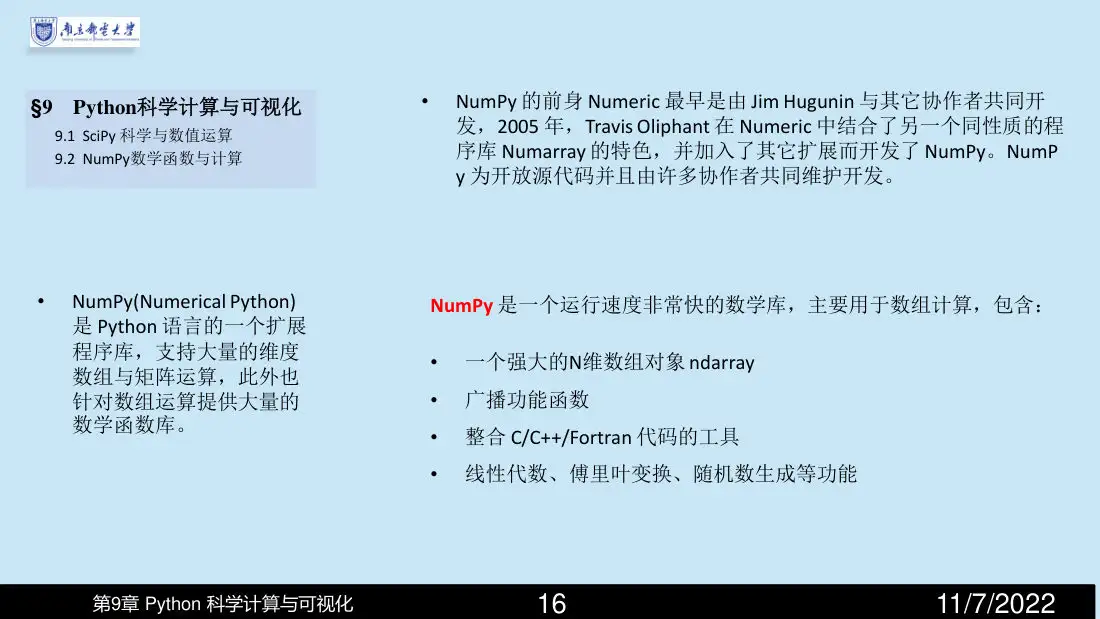 南京邮电大学
§9 Python科学计算与可视化
9.1 SciPy 科学与数值运算
9.2 NumPy数学函数与计算
• NumPy 的前身 Numeric 最早是由 Jim Hugunin 与其它协作者共同开
发，2005 年，Travis Oliphant 在 Numeric 中结合了另一个同性质的程
序库 Numarray 的特色，并加入了其它扩展而开发了 NumPy。NumP
y 为开放源代码并且由许多协作者共同维护开发。
• NumPy(Numerical Python)
是 Python 语言的一个扩展
程序库，支持大量的维度
数组与矩阵运算，此外也
针对数组运算提供大量的
数学函数库。
NumPy 是一个运行速度非常快的数学库，主要用于数组计算，包含：
• 一个强大的N维数组对象 ndarray
• 广播功能函数
• 整合 C/C++/Fortran 代码的工具
• 线性代数、傅里叶变换、随机数生成等功能
第9章 Python 科学计算与可视化
16
11/7/2022